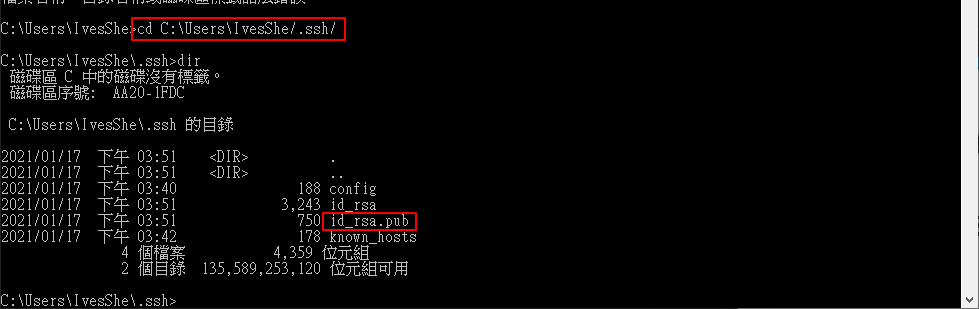 C:\Users\IvesShe>cd C:\Users\IvesShe/.ssh/
C:\Users\IvesShe\.ssh>dir
磁碟區 C 中的磁碟沒有標籤。
磁碟區序號: AA20-1FDC
C:\Users\IvesShe\.ssh 的目錄
2021/01/17 下午 03:51 <DIR> .
2021/01/17 下午 03:51 <DIR> ..
2021/01/17 下午 03:40 188 config
2021/01/17 下午 03:51 3,243 id_rsa
2021/01/17 下午 03:51 750 id_rsa.pub
2021/01/17 下午 03:42 178 known_hosts
4 個檔案 4,359 位元組
2 個目錄 135,589,253,120 位元組可用
C:\Users\IvesShe\.ssh>